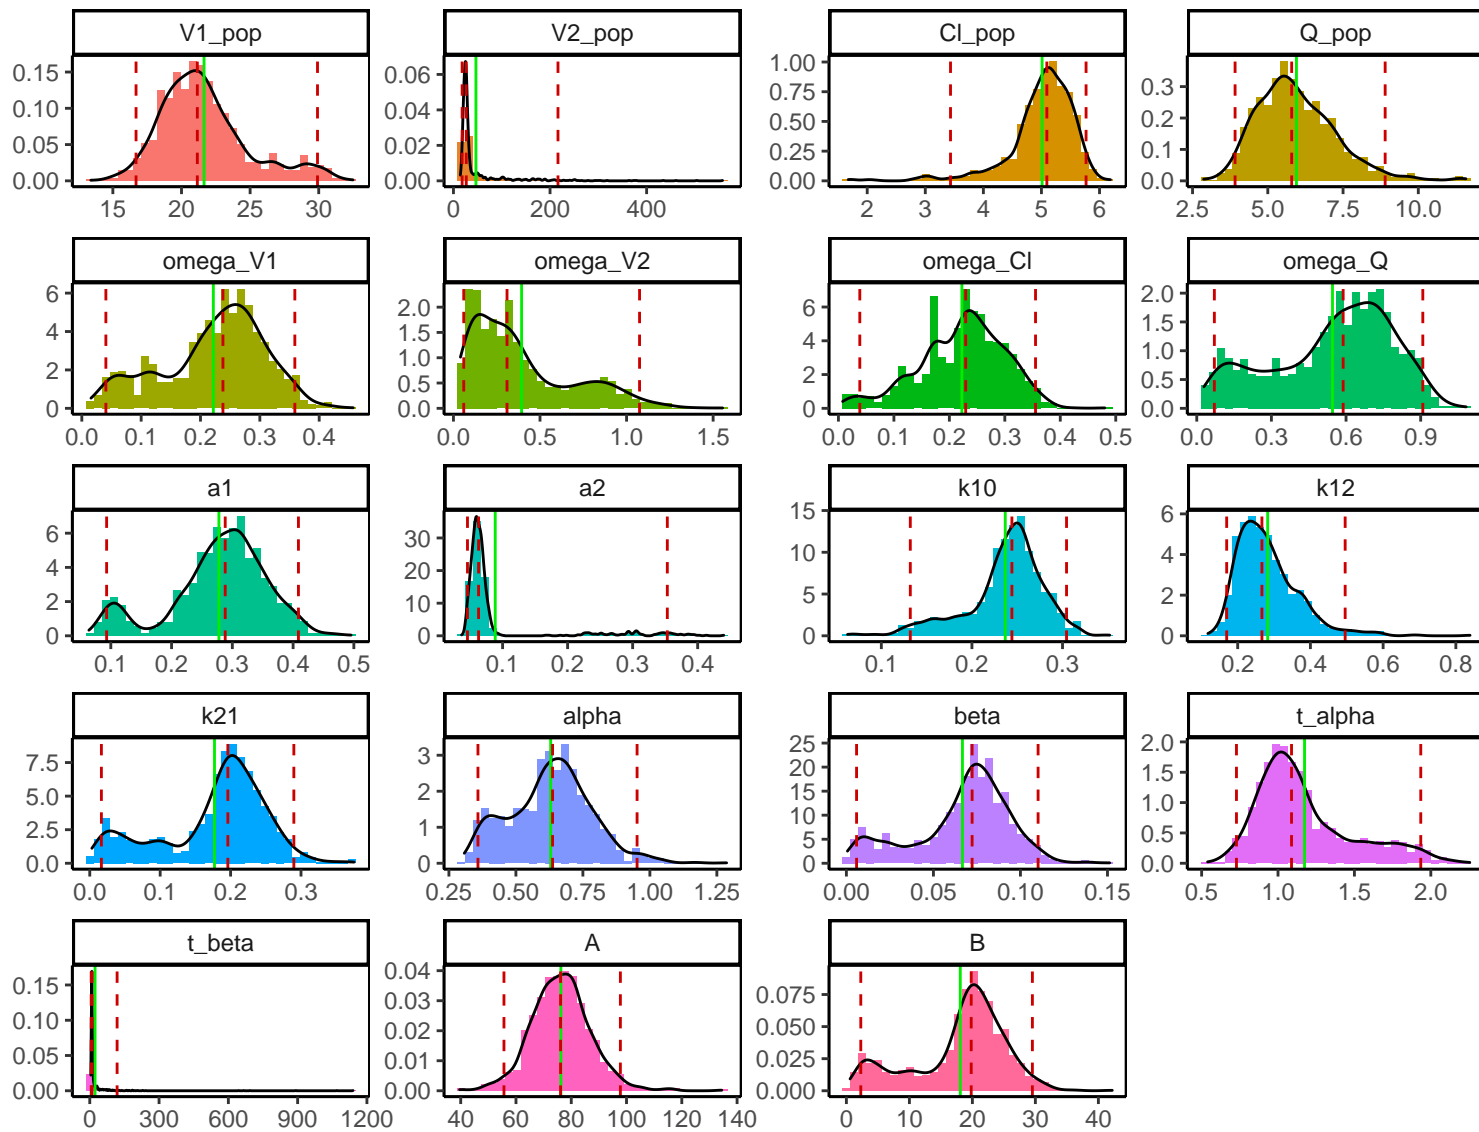 V1_pop V2_pop Cl_pop Q_pop
0.15 0.10 0.05 0.00
15 20 25 30
0.06 0.04 0.02 0.00
0 200 400
1.00 0.75 0.50 0.25 0.00
2 3 4 5 6
0.3 0.2 0.1 0.0
2.5 5.0 7.5 10.0
omega_V1 omega_V2 omega_Cl omega_Q
6 4 2 0
0.0 0.1 0.2 0.3 0.4
2.0 1.5 1.0 0.5 0.0
0.0 0.5 1.0 1.5
6 4 2 0
0.0 0.1 0.2 0.3 0.4 0.5
2.0 1.5 1.0 0.5 0.0
0.0 0.3 0.6 0.9
a1 a2 k10 k12
6 4 2 0
0.1 0.2 0.3 0.4 0.5
30 20 10 0
0.1 0.2 0.3 0.4
15 10 5 0
0.1 0.2 0.3
6 4 2 0
0.2 0.4 0.6 0.8
k21 alpha beta t_alpha
7.5 5.0 2.5 0.0
0.0 0.1 0.2 0.3
3 2 1 0
0.25 0.50 0.75 1.00 1.25
25 20 15 10 5 0
0.00 0.05 0.10 0.15
2.0 1.5 1.0 0.5 0.0
0.5 1.0 1.5 2.0
t_beta A B
0.15 0.10 0.05 0.00
0 300 600 900 1200
0.04 0.03 0.02 0.01 0.00
40 60 80 100 120 140
0.075 0.050 0.025 0.000
0 10 20 30 40